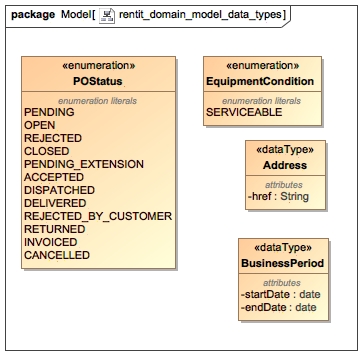 package Model[ rentit_domain_model_data_types]
«enumeration»
POStatus
enumeration literals
PENDING
OPEN
REJECTED
CLOSED
PENDING_EXTENSION
ACCEPTED
DISPATCHED
DELIVERED
REJECTED_BY_CUSTOMER
RETURNED
INVOICED
CANCELLED
«enumeration»
EquipmentCondition
enumeration literals
SERVICEABLE
«dataType»
Address
attributes
-href : String
«dataType»
BusinessPeriod
attributes
-startDate : date
-endDate : date